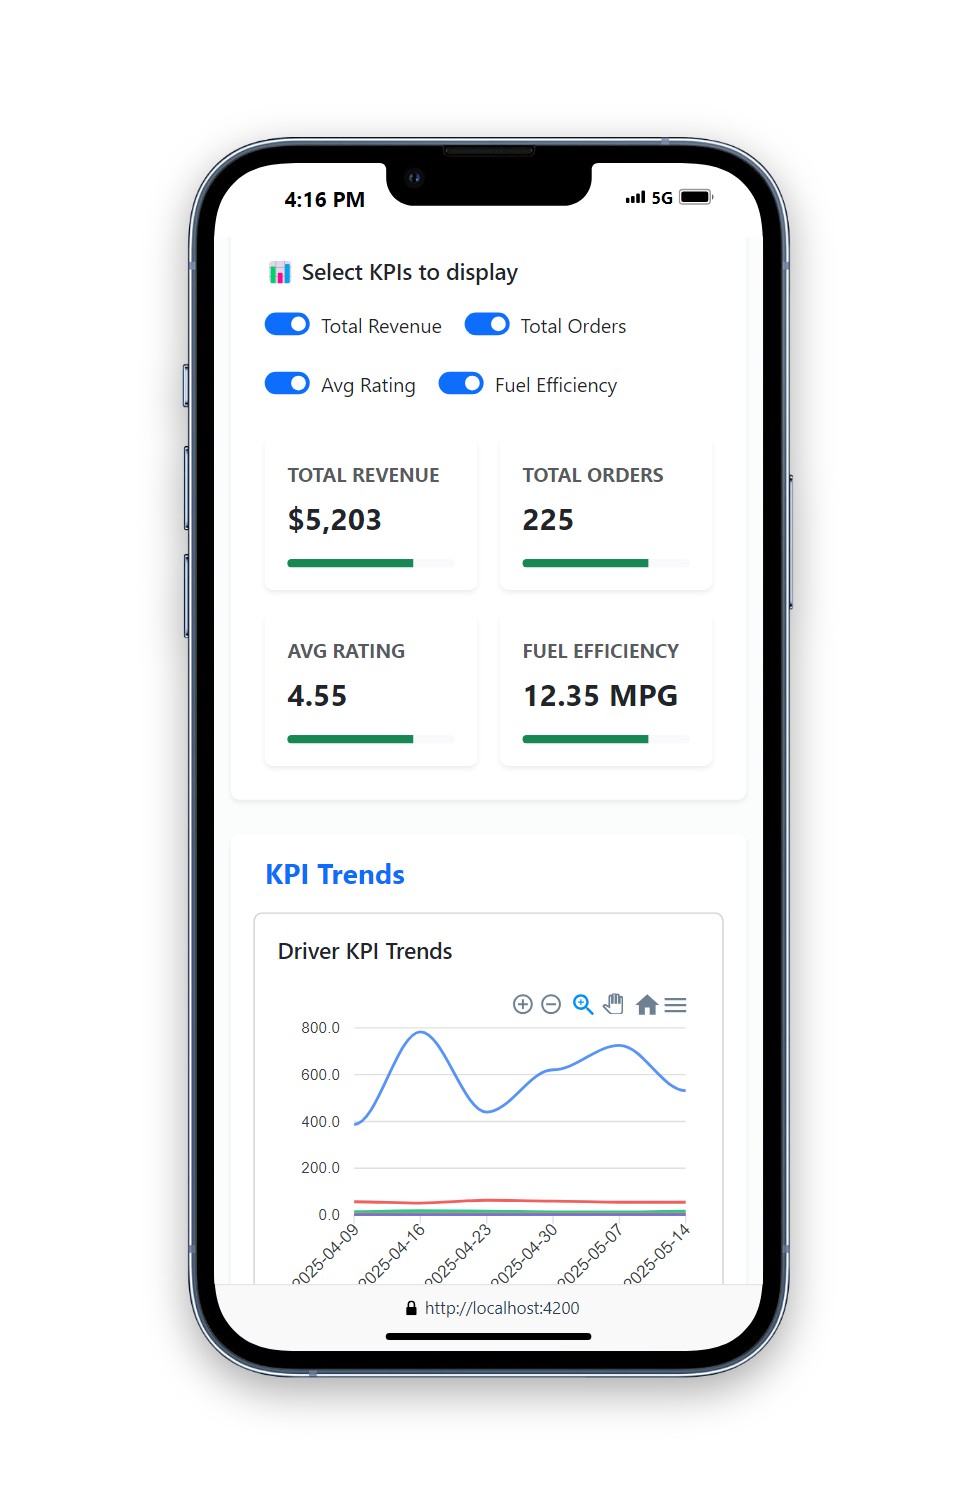 4:16 PM 5G
Select KPIs to display
Total Revenue Total Orders
Avg Rating Fuel Efficiency
TOTAL REVENUE
$5,203
TOTAL ORDERS
225
AVG RATING
4.55
FUEL EFFICIENCY
12.35 MPG
KPI Trends
Driver KPI Trends
800.0
600.0
400.0
200.0
0.0
2025-04-09 2025-04-16 2025-04-23 2025-04-30 2025-05-07 2025-05-14
http://localhost:4200